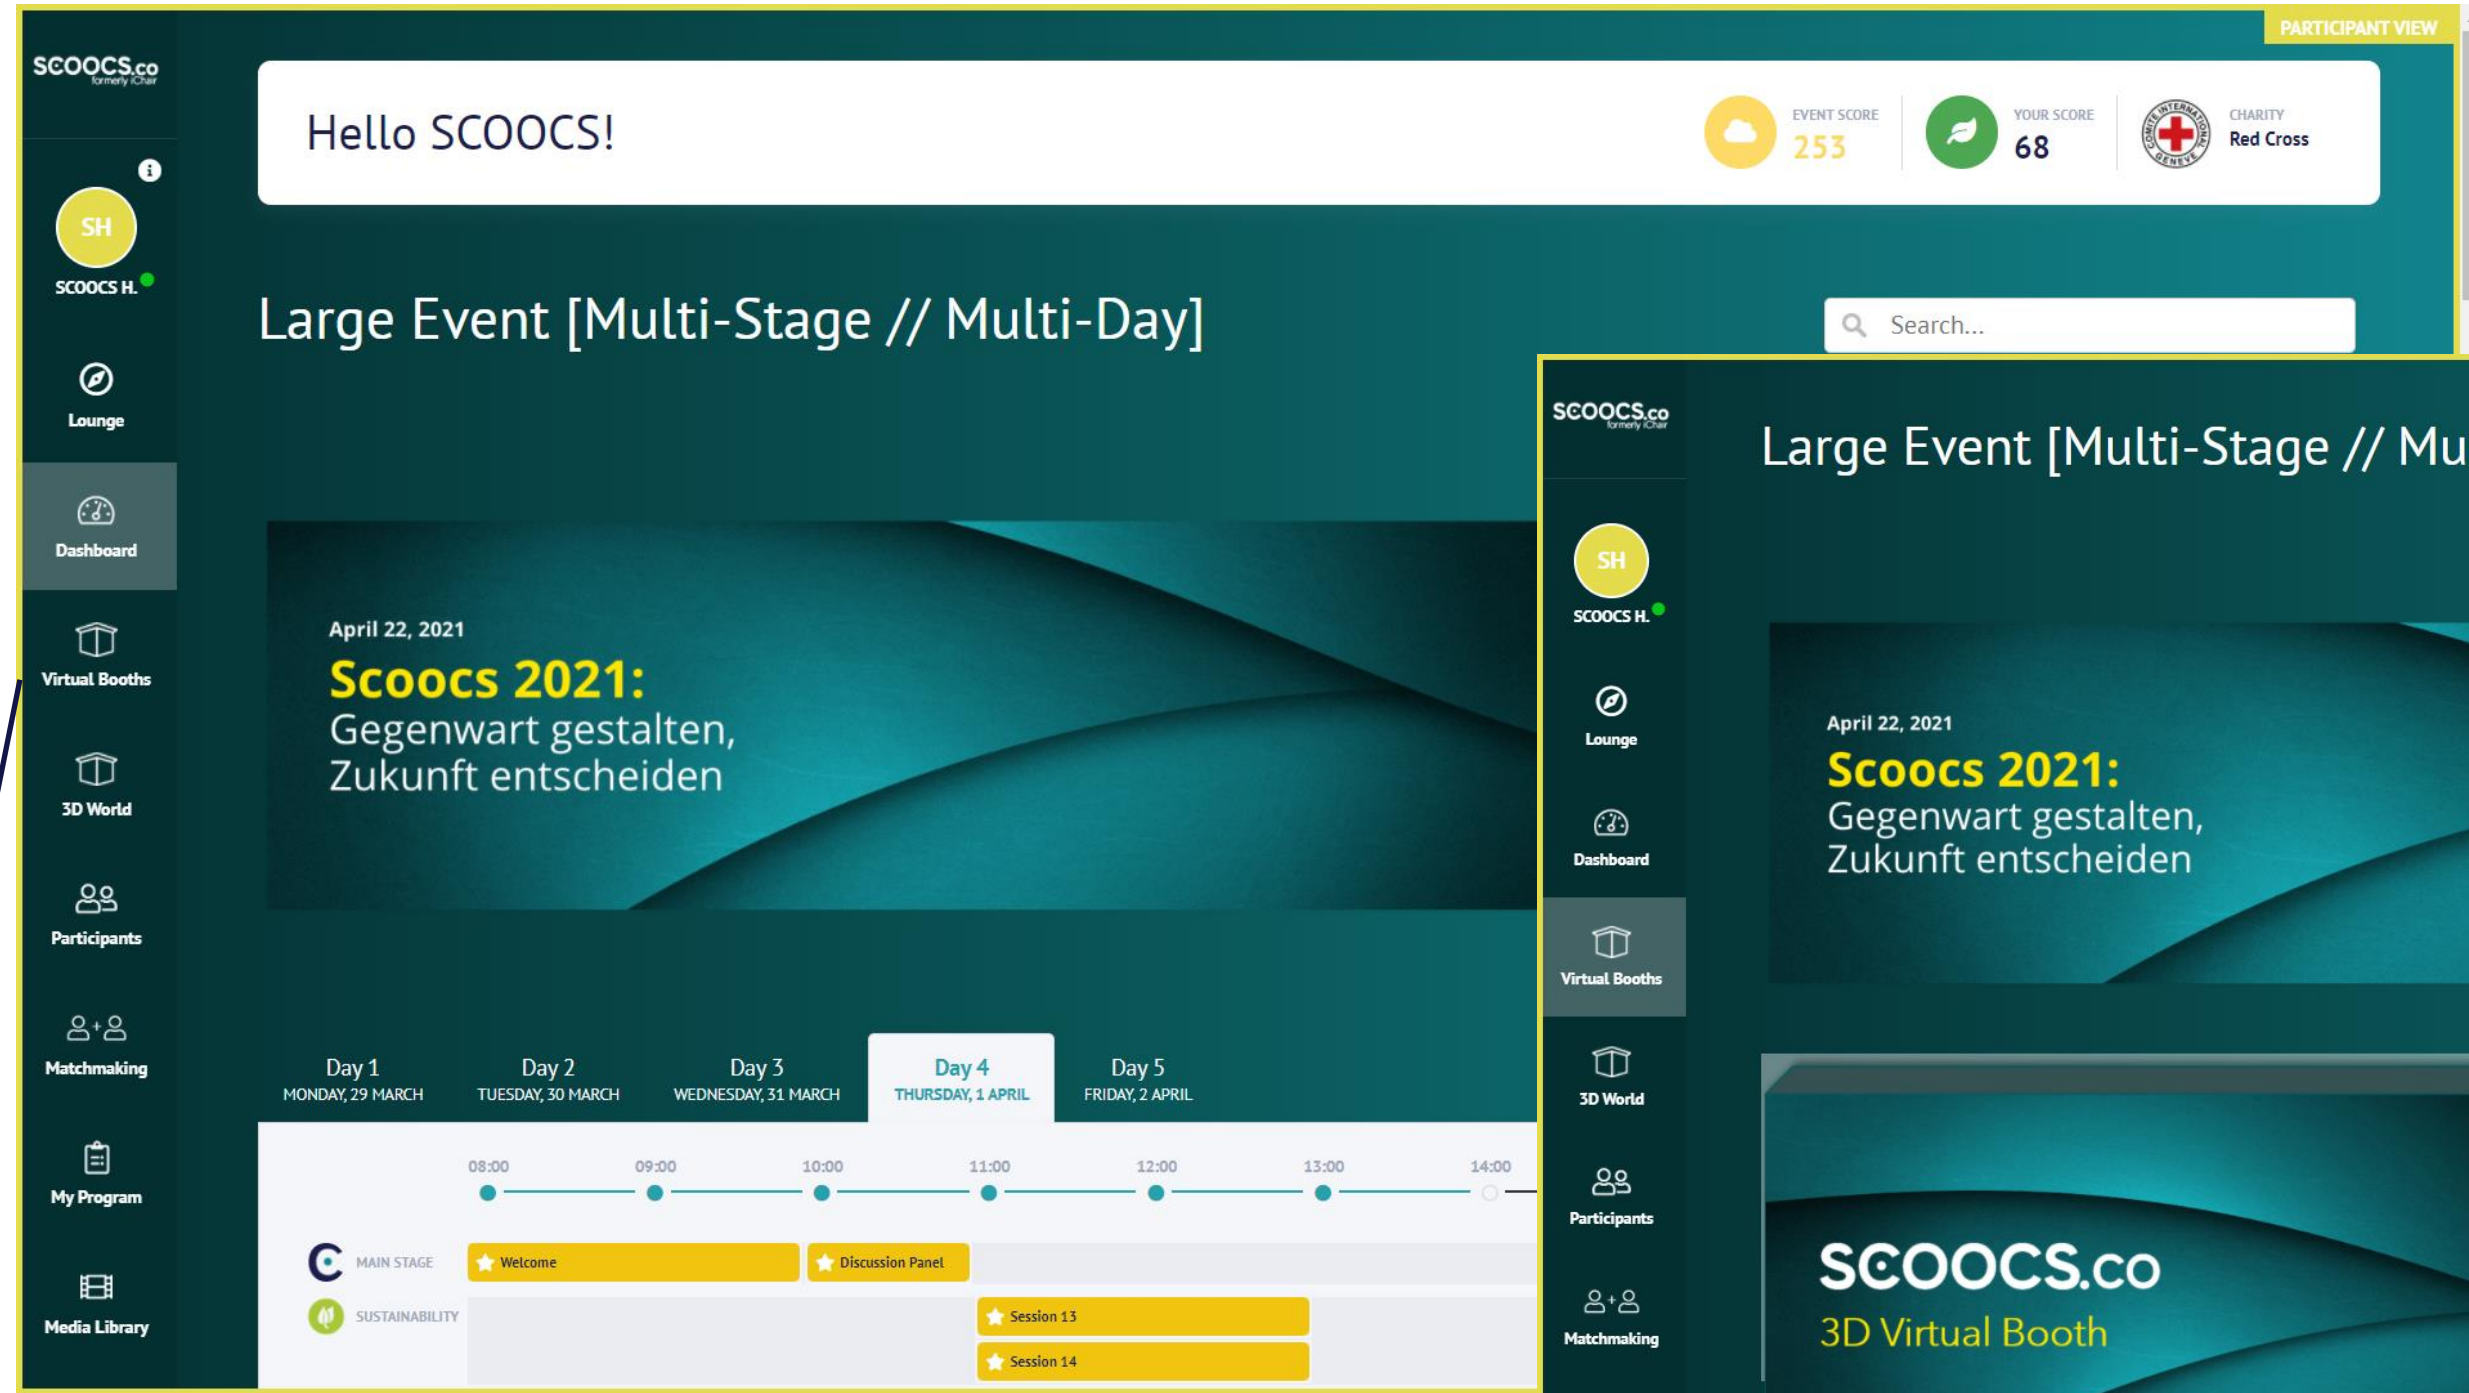 PARTICIPANT VIEW
SCOOCS.co
formerly iChair
Hello SCOOCS!
EVENT SCORE
253
YOUR SCORE
68
COMITE INTERNATIONAL GENEVE
CHARITY
Red Cross
SH
SCOOCS H.
Lounge
Dashboard
Virtual Booths
3D World
Participants
Matchmaking
My Program
Media Library
Large Event [Multi-Stage // Multi-Day]
Search...
April 22, 2021
Scoocs 2021:
Gegenwart gestalten,
Zukunft entscheiden
Day 1
MONDAY, 29 MARCH
Day 2
TUESDAY, 30 MARCH
Day 3
WEDNESDAY, 31 MARCH
Day 4
THURSDAY, 1 APRIL
Day 5
FRIDAY, 2 APRIL
08:00 09:00 10:00 11:00 12:00 13:00 14:00
MAIN STAGE Welcome Discussion Panel
SUSTAINABILITY Session 13
Session 14
SCOOCS.co
formerly iChair
SH
SCOOCS H.
Lounge
Dashboard
Virtual Booths
3D World
Participants
Matchmaking
Large Event [Multi-Stage // Mu
April 22, 2021
Scoocs 2021:
Gegenwart gestalten,
Zukunft entscheiden
SCOOCS.co
3D Virtual Booth